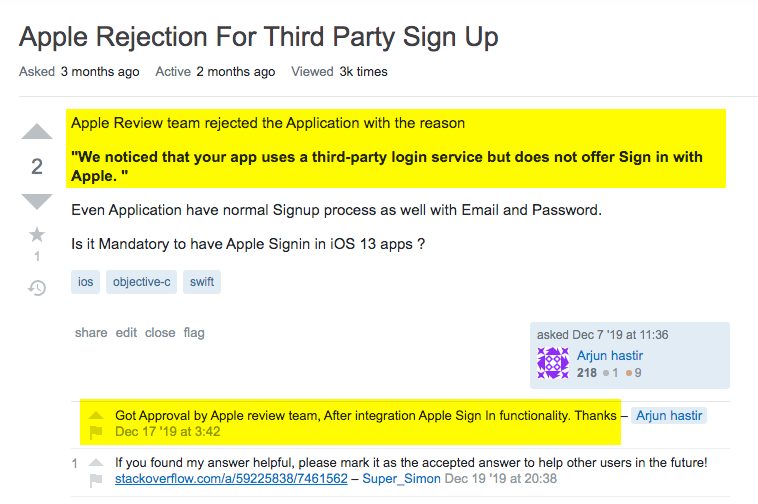 Apple Rejection For Third Party Sign Up
Asked 3 months ago Active 2 months ago Viewed 3k times
Apple Review team rejected the Application with the reason
2
"We noticed that your app uses a third-party login service but does not offer Sign in with
Apple. "
Even Application have normal Signup process as well with Email and Password.
1
Is it Mandatory to have Apple Signin in iOS 13 apps ?
ios objective-c swift
share edit close flag
asked Dec 7 '19 at 11:36
Arjun hastir
218 1 9
Got Approval by Apple review team, After integration Apple Sign In functionality. Thanks – Arjun hastir
Dec 17 '19 at 3:42
1 If you found my answer helpful, please mark it as the accepted answer to help other users in the future!
stackoverflow.com/a/59225838/7461562 – Super_Simon Dec 19 '19 at 20:38